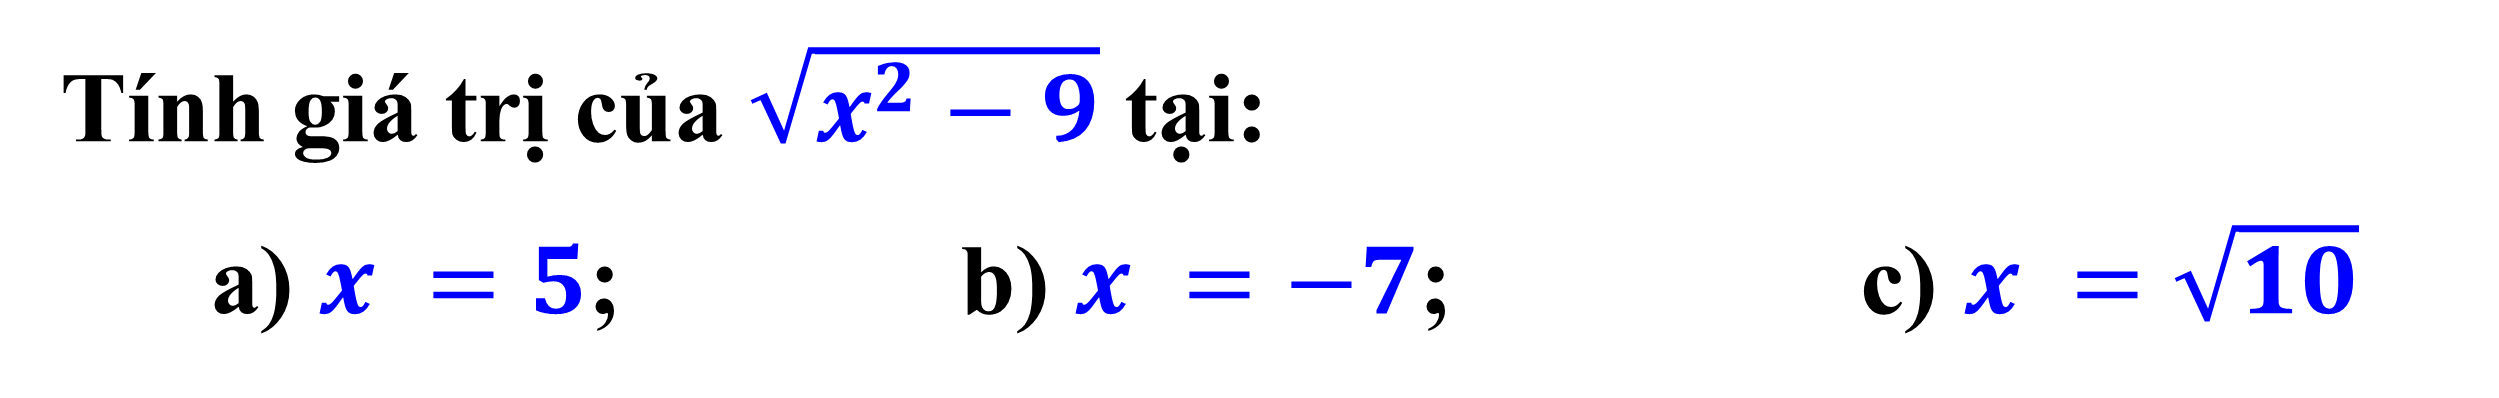 Tính giá trị của √(x² − 9) tại:
a) x = 5; b) x = −7; c) x = √10